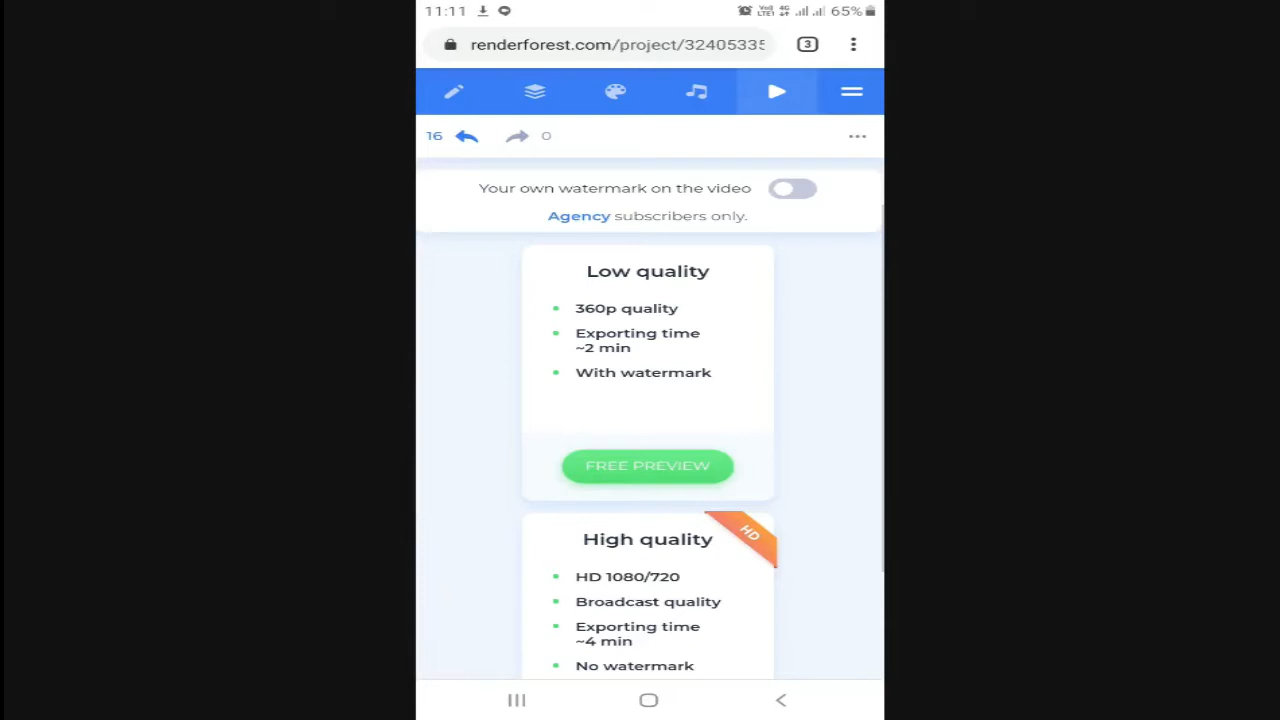 11:11 65%
renderforest.com/project/32405335
3
16 0
Your own watermark on the video
Agency subscribers only.
Low quality
360p quality
Exporting time
~2 min
With watermark
FREE PREVIEW
HD
High quality
HD 1080/720
Broadcast quality
Exporting time
~4 min
No watermark